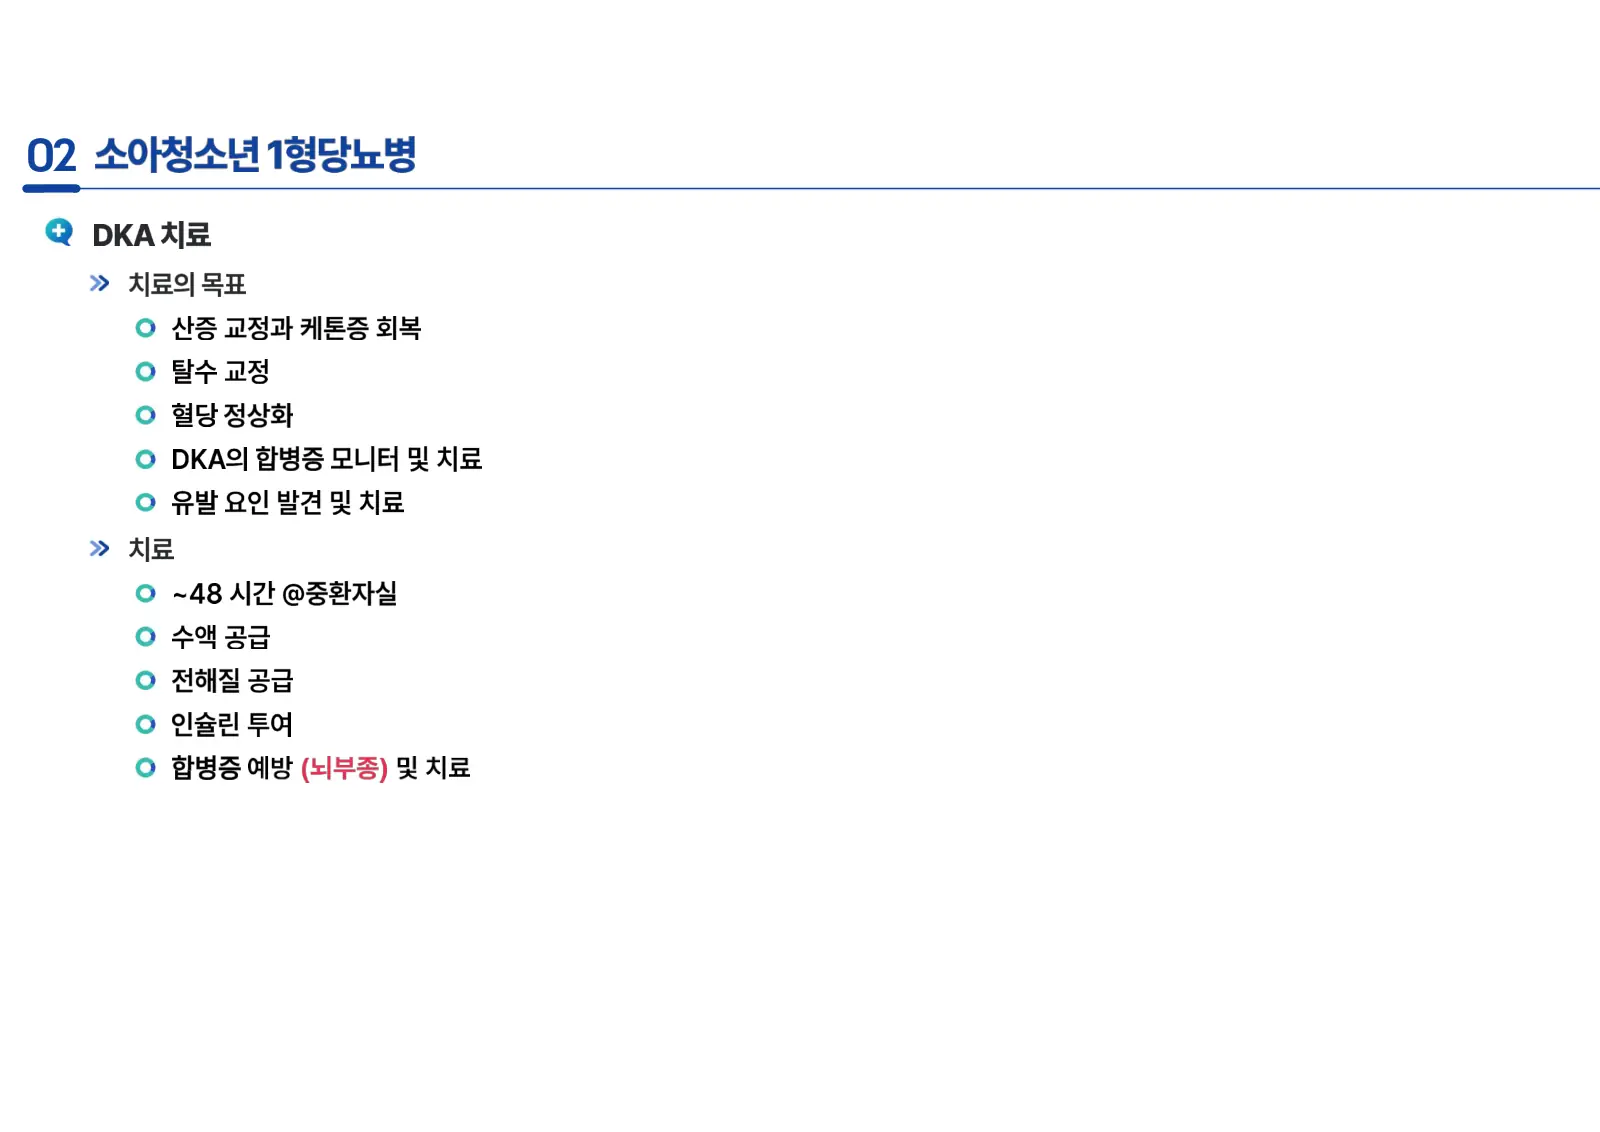 02 소아청소년 1형당뇨병
DKA 치료
치료의 목표
산증 교정과 케톤증 회복
탈수 교정
혈당 정상화
DKA의 합병증 모니터 및 치료
유발 요인 발견 및 치료
치료
~48 시간 @중환자실
수액 공급
전해질 공급
인슐린 투여
합병증 예방 (뇌부종) 및 치료